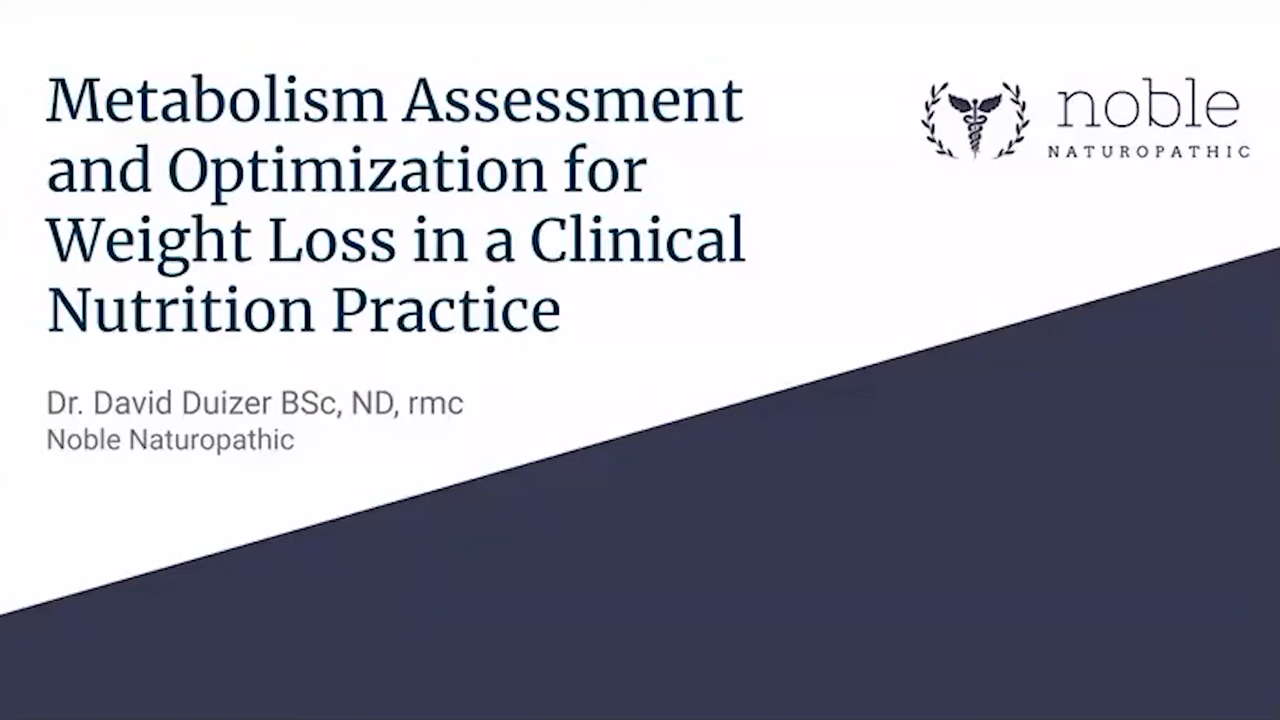 Metabolism Assessment
and Optimization for
Weight Loss in a Clinical
Nutrition Practice
Dr. David Duizer BSc, ND, rmc
Noble Naturopathic
noble
NATUROPATHIC